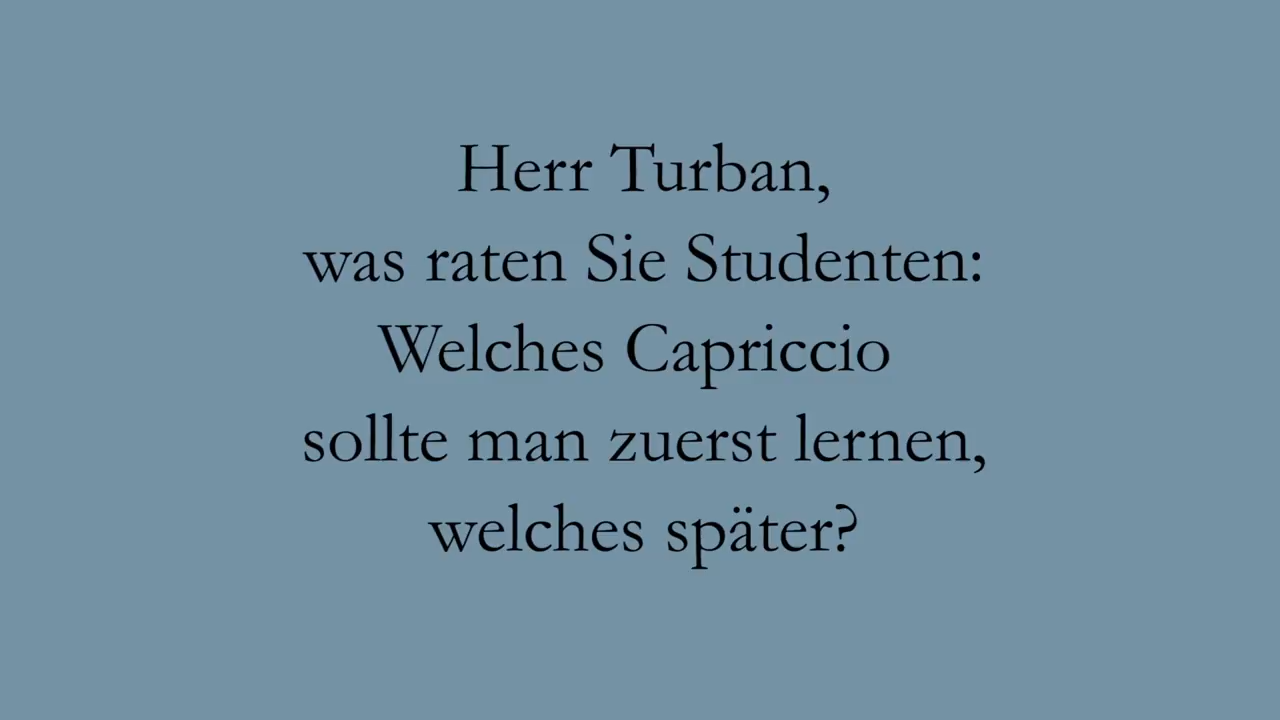 Herr Turban,
was raten Sie Studenten:
Welches Capriccio
sollte man zuerst lernen,
welches später?